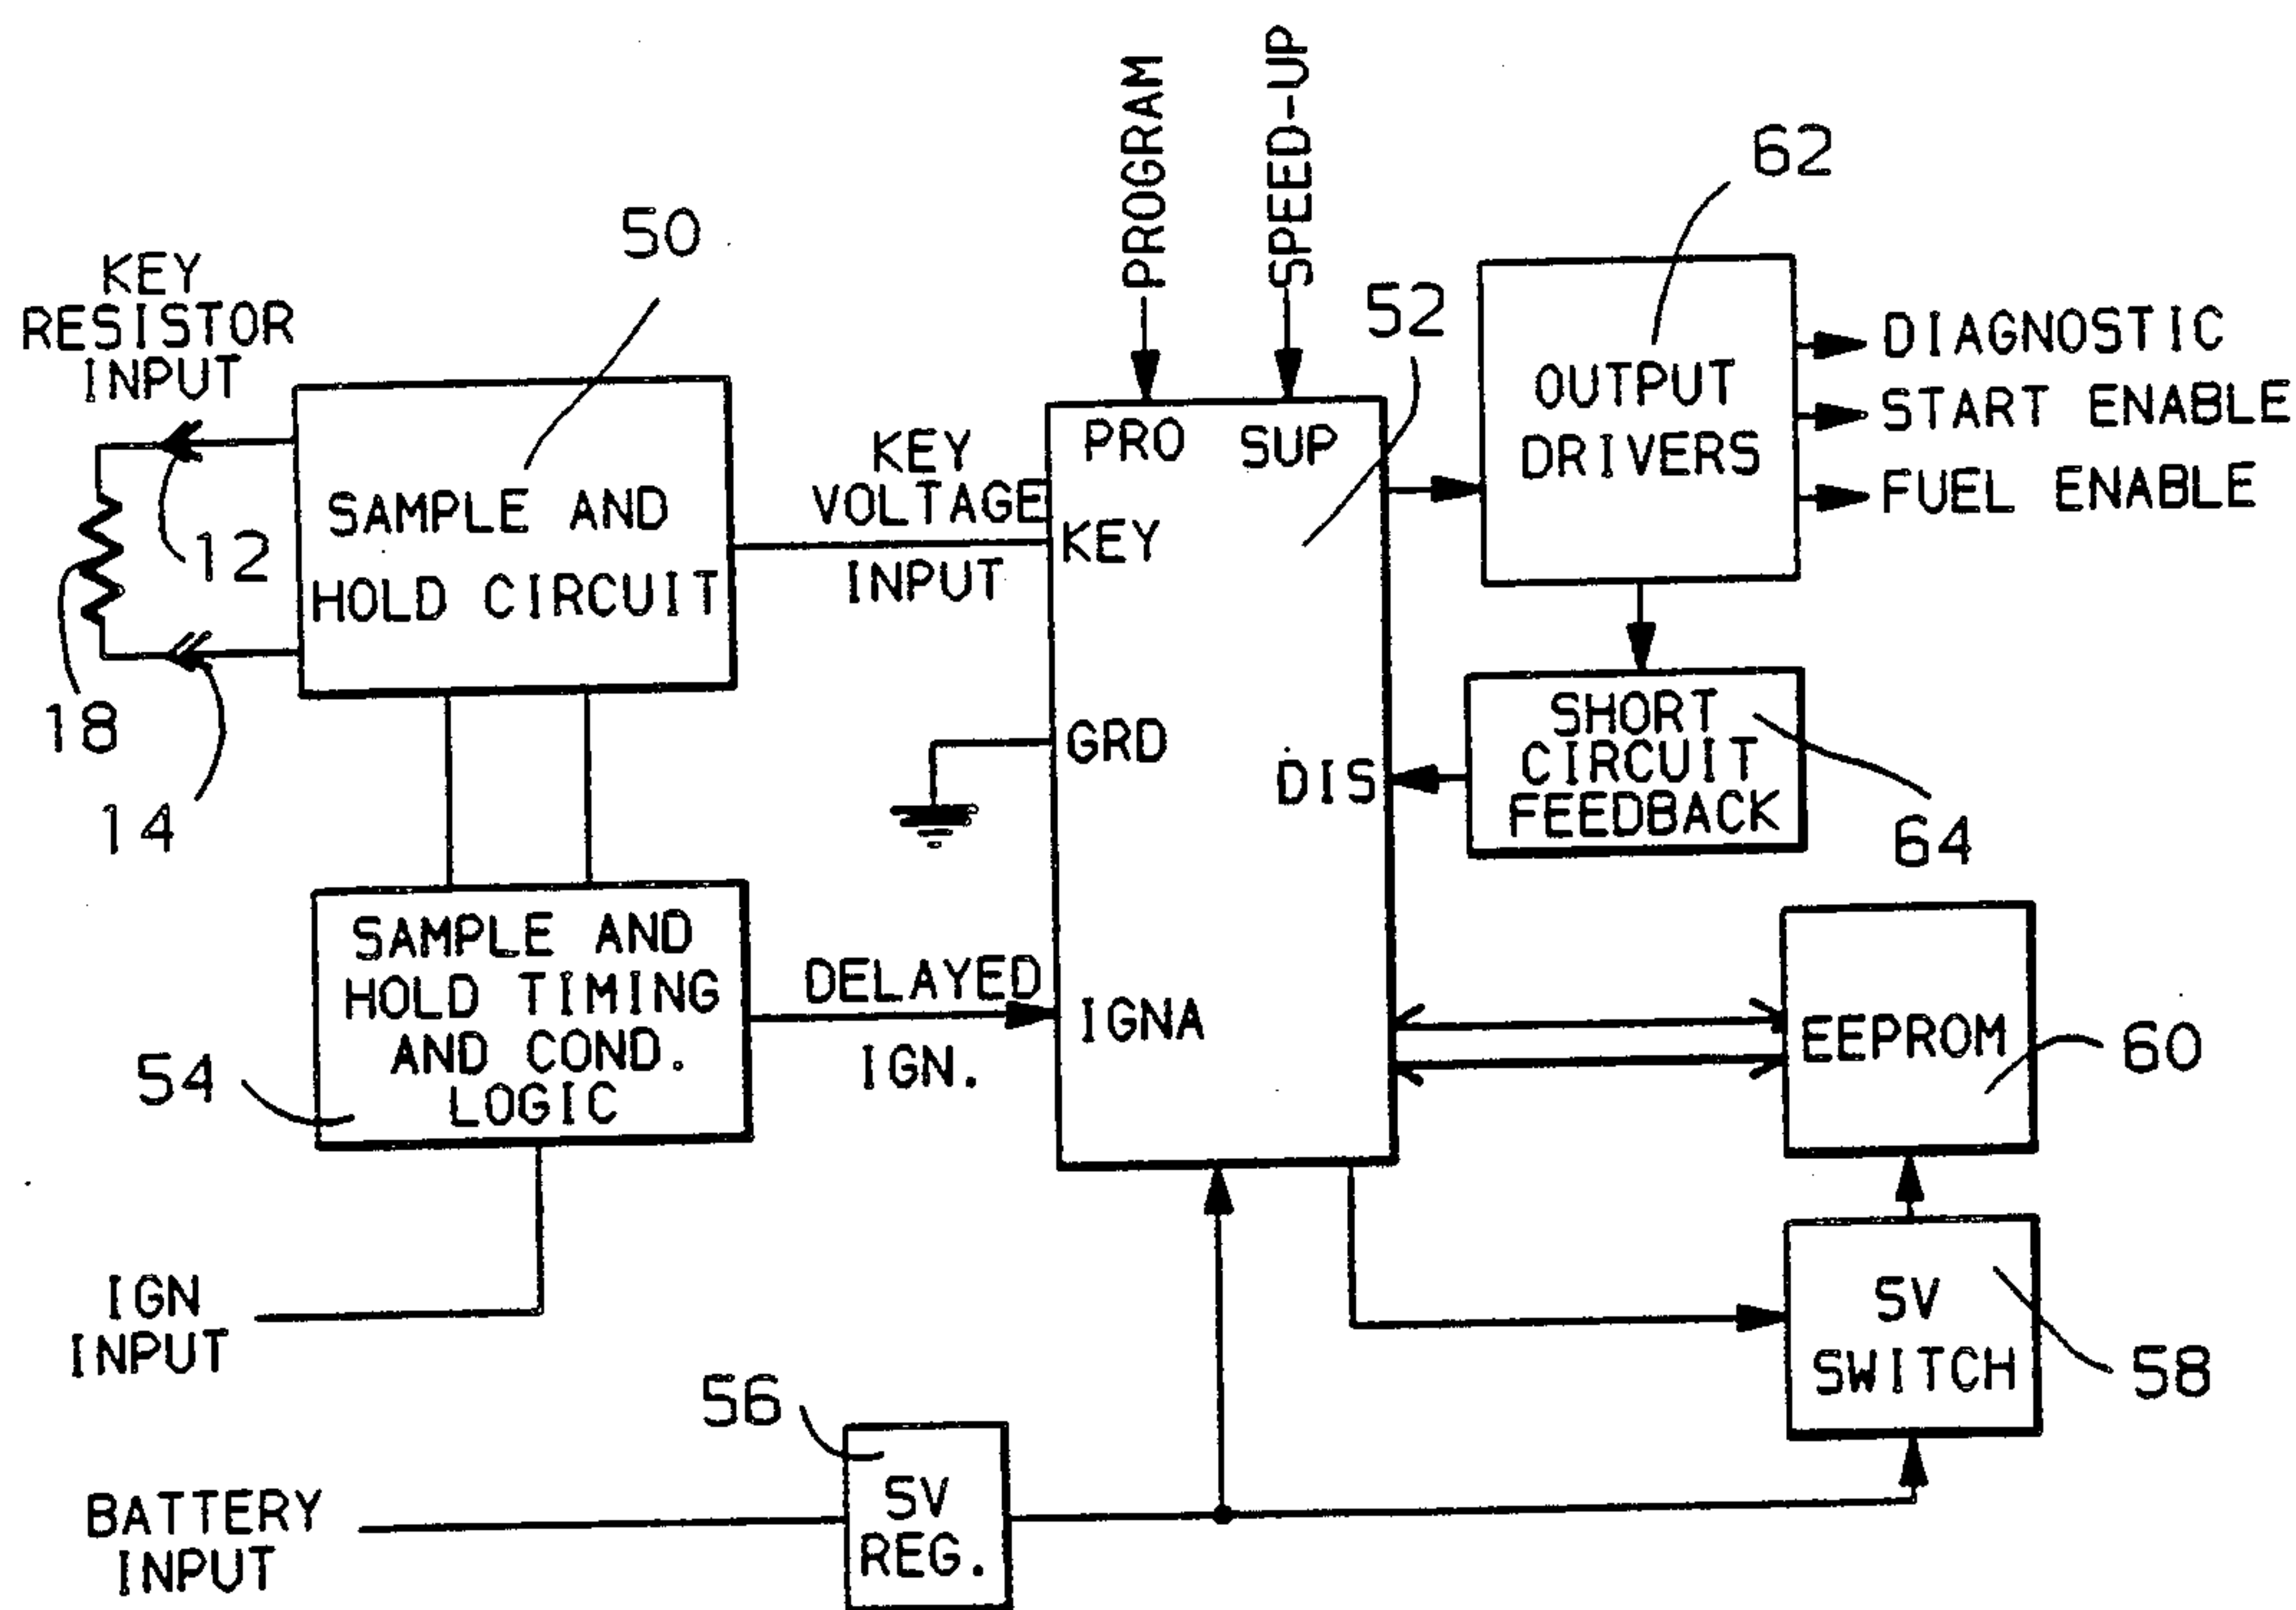 PROGRAM
SPEED-UP
62
50
KEY
RESISTOR
INPUT
52
DIAGNOSTIC
START ENABLE
FUEL ENABLE
OUTPUT
DRIVERS
PRO
SUP
KEY
VOLTAGE
INPUT
KEY
SAMPLE AND
HOLD CIRCUIT
12
18
14
GRD
DIS
SHORT
CIRCUIT
FEEDBACK
64
SAMPLE AND
HOLD TIMING
AND COND.
LOGIC
54
DELAYED
IGN.
IGNA
EEPROM
60
IGN
INPUT
5V
SWITCH
58
56
5V
REG.
BATTERY
INPUT